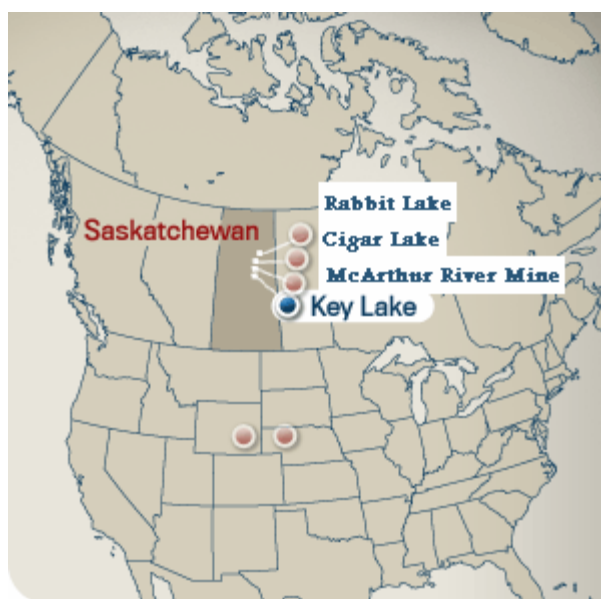 Rabbit Lake
Saskatchewan
Cigar Lake
McArthur River Mine
Key Lake